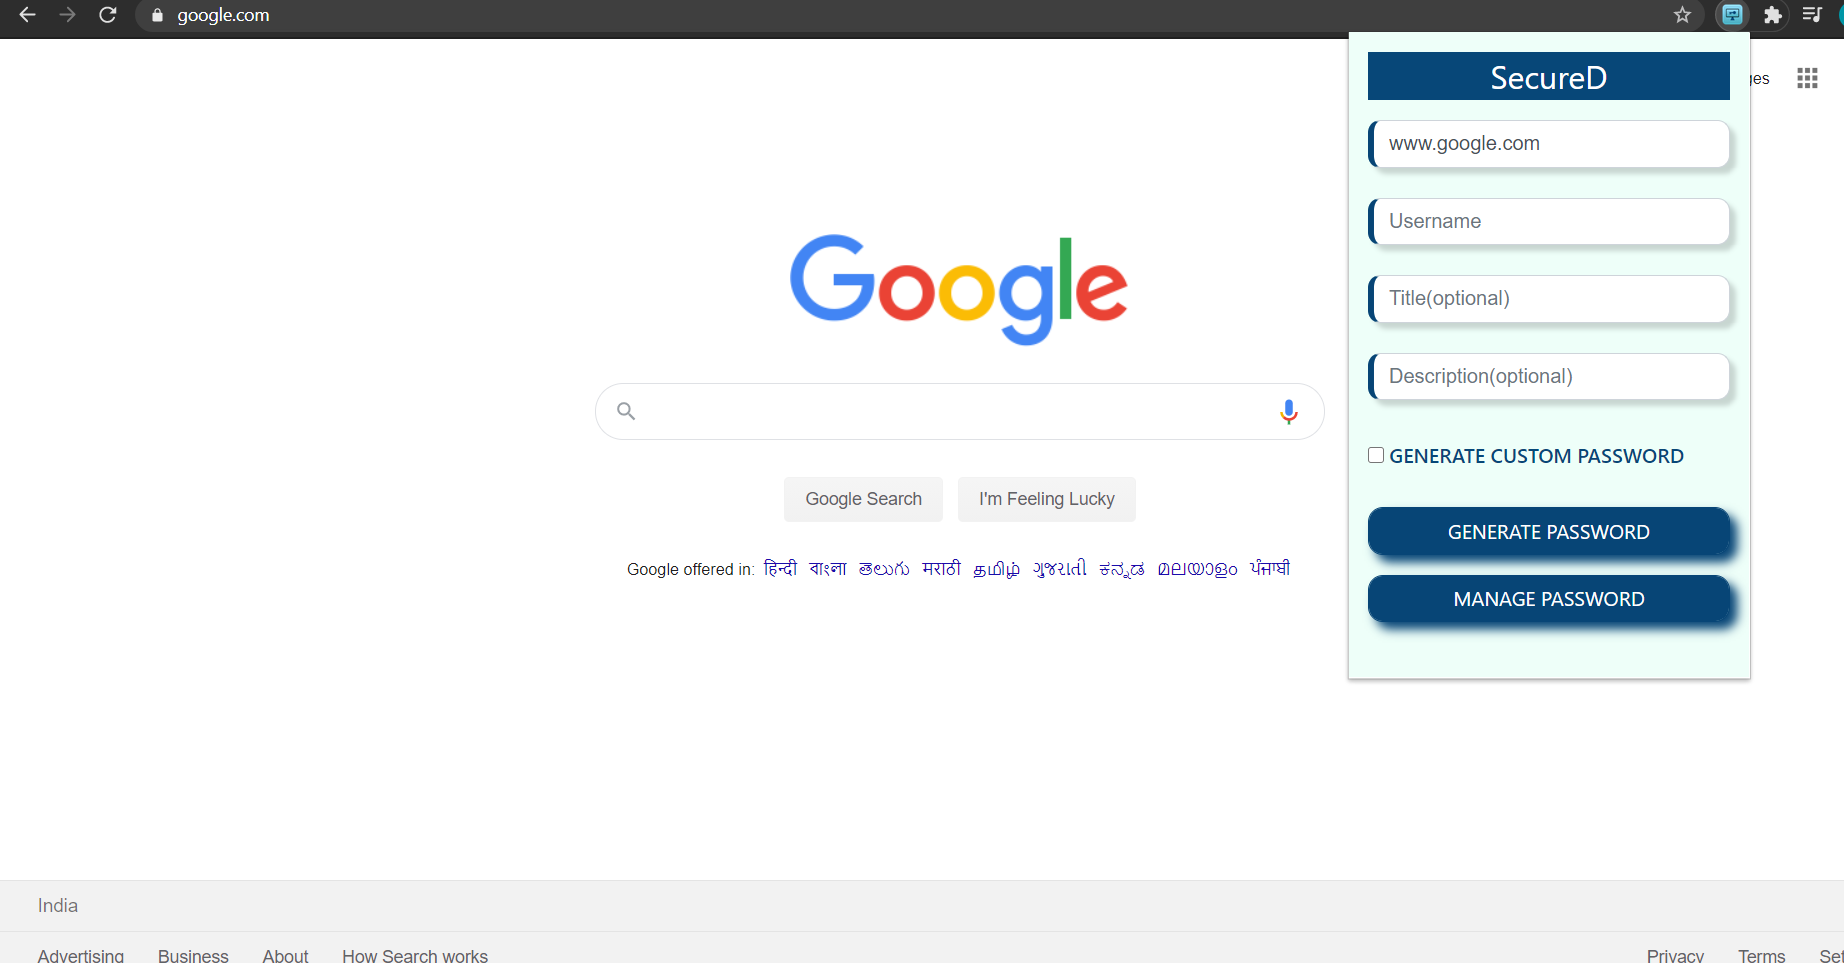 google.com
SecureD
www.google.com
Username
Title(optional)
Description(optional)
GENERATE CUSTOM PASSWORD
GENERATE PASSWORD
MANAGE PASSWORD
Google
Google Search
I'm Feeling Lucky
Google offered in: हिन्दी বাংলা తెలుగు मराठी தமிழ் ગુજરાતી ಕನ್ನಡ മലയാളം ਪੰਜਾਬੀ
India
Advertising Business About How Search works
Privacy Terms